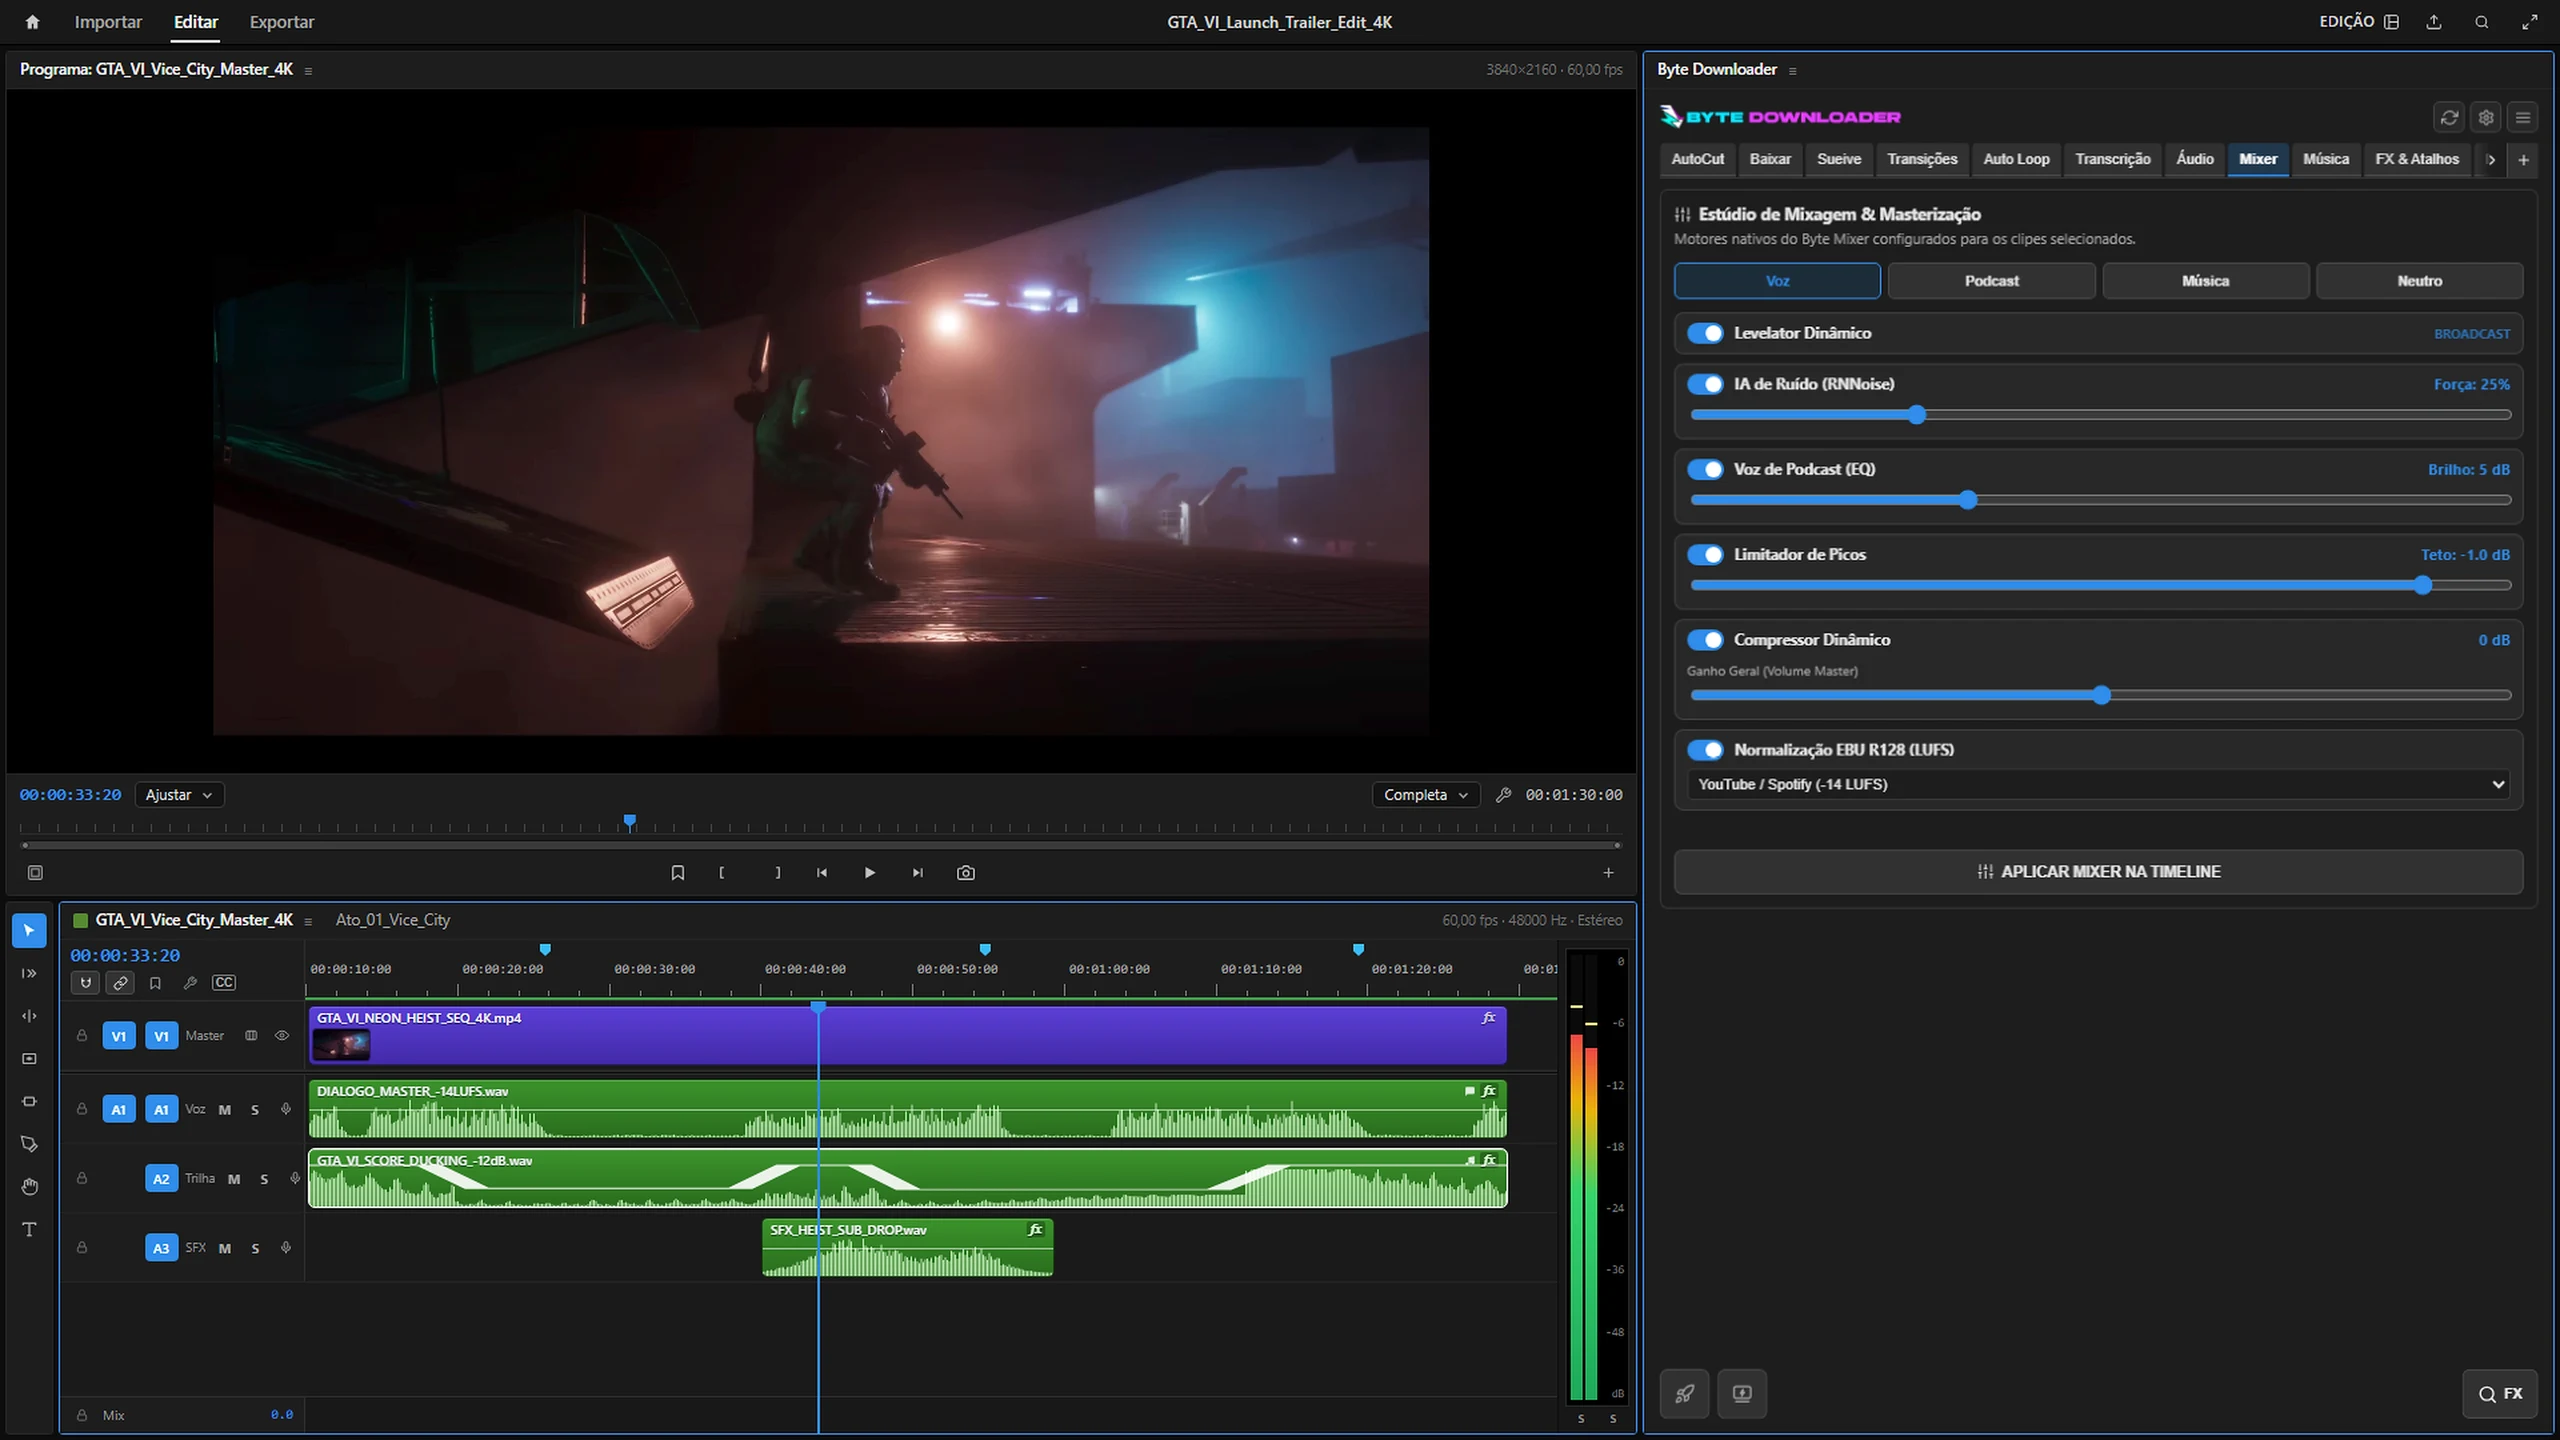 Importar Editar Exportar
GTA_VI_Launch_Trailer_Edit_4K
EDIÇÃO
Programa: GTA_VI_Vice_City_Master_4K
3840×2160 · 60,00 fps
00:00:33:20 Ajustar
Completa 00:01:30:00
GTA_VI_Vice_City_Master_4K Ato_01_Vice_City
60,00 fps · 48000 Hz · Estéreo
00:00:33:20
CC
00:00:10:00 00:00:20:00 00:00:30:00 00:00:40:00 00:00:50:00 00:01:00:00 00:01:10:00 00:01:20:00 00:01
V1 V1 Master
GTA_VI_NEON_HEIST_SEQ_4K.mp4 fx
A1 A1 Voz M S
DIALOGO_MASTER_-14LUFS.wav fx
A2 Trilha M S
GTA_VI_SCORE_DUCKING_-12dB.wav fx
A3 SFX M S
SFX_HEIST_SUB_DROP.wav fx
Mix 0.0
0
-6
-12
-18
-24
-36
-48
dB
S S
Byte Downloader
BYTE DOWNLOADER
AutoCut Baixar Sueive Transições Auto Loop Transcrição Áudio Mixer Música FX & Atalhos
Estúdio de Mixagem & Masterização
Motores nativos do Byte Mixer configurados para os clipes selecionados.
Voz Podcast Música Neutro
Levelator Dinâmico BROADCAST
IA de Ruído (RNNoise) Força: 25%
Voz de Podcast (EQ) Brilho: 5 dB
Limitador de Picos Teto: -1.0 dB
Compressor Dinâmico 0 dB
Ganho Geral (Volume Master)
Normalização EBU R128 (LUFS)
YouTube / Spotify (-14 LUFS)
APLICAR MIXER NA TIMELINE
FX